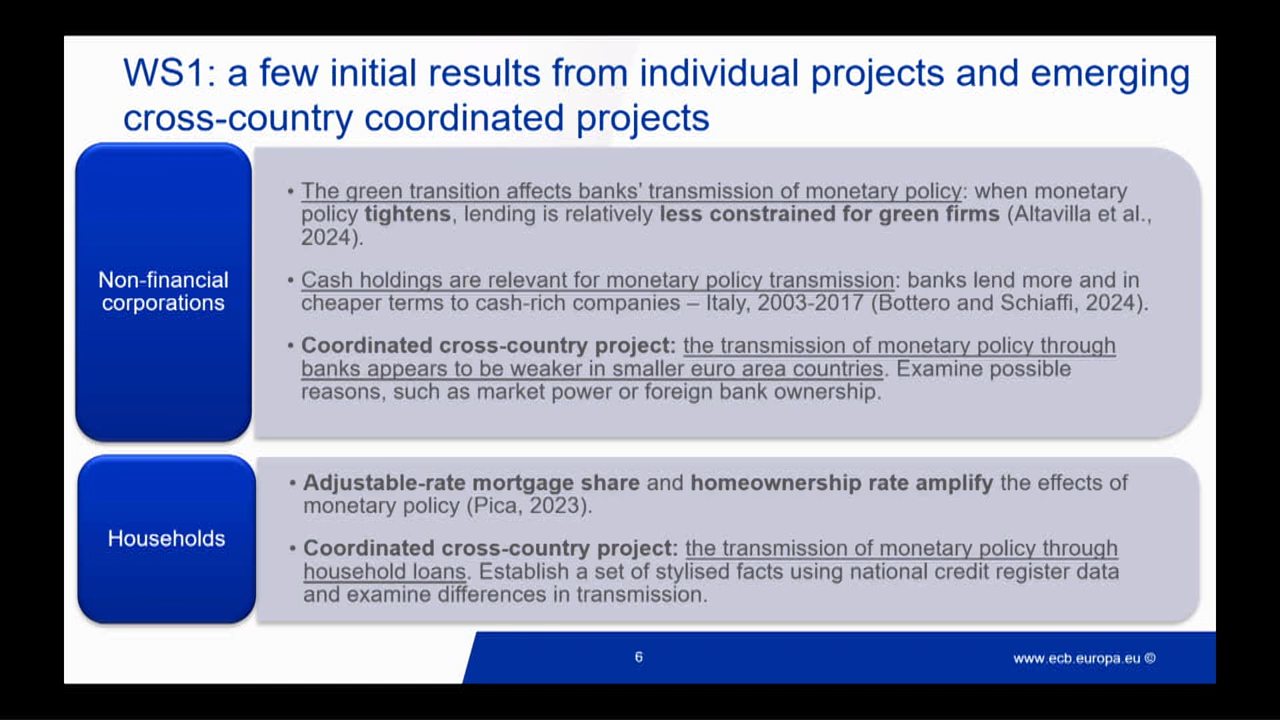 WS1: a few initial results from individual projects and emerging
cross-country coordinated projects
Non-financial
corporations
• The green transition affects banks’ transmission of monetary policy: when monetary
policy tightens, lending is relatively less constrained for green firms (Altavilla et al.,
2024).
• Cash holdings are relevant for monetary policy transmission: banks lend more and in
cheaper terms to cash-rich companies – Italy, 2003-2017 (Bottero and Schiaffi, 2024).
• Coordinated cross-country project: the transmission of monetary policy through
banks appears to be weaker in smaller euro area countries. Examine possible
reasons, such as market power or foreign bank ownership.
Households
• Adjustable-rate mortgage share and homeownership rate amplify the effects of
monetary policy (Pica, 2023).
• Coordinated cross-country project: the transmission of monetary policy through
household loans. Establish a set of stylised facts using national credit register data
and examine differences in transmission.
6
www.ecb.europa.eu ©